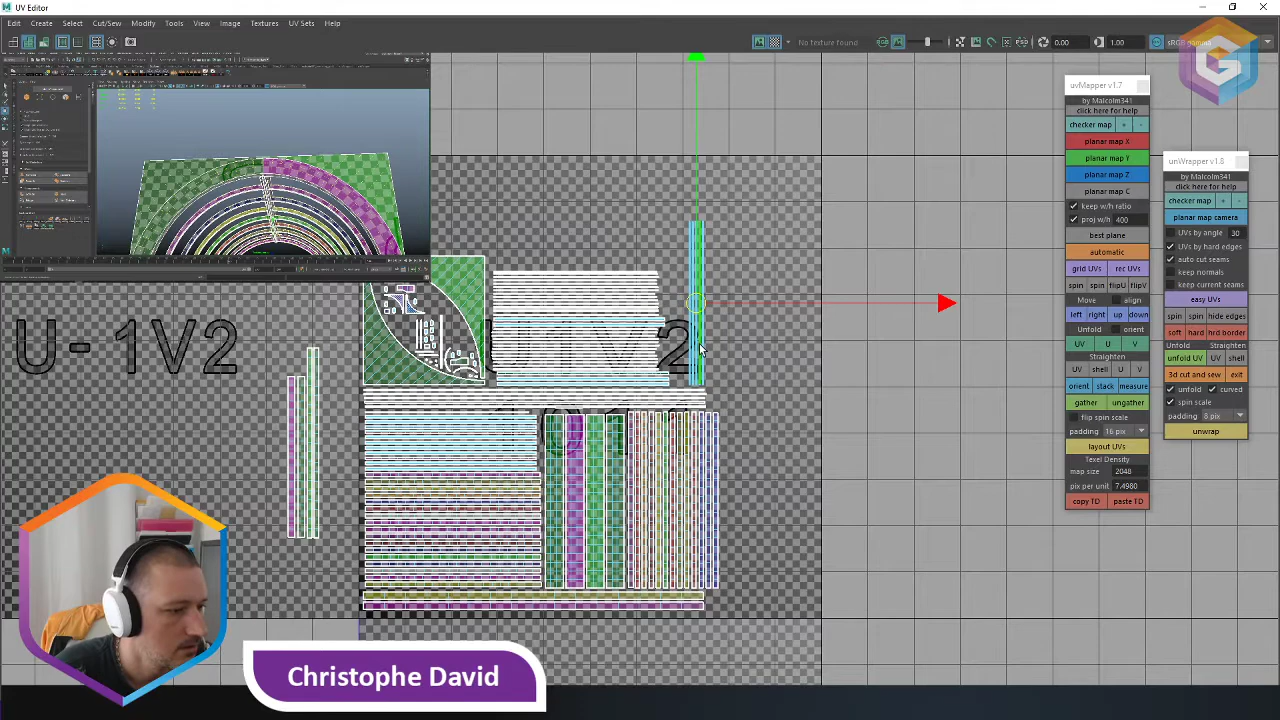 UV Editor
Edit Create Select Cut/Sew Modify Tools View Image Textures UV Sets Help
No texture found
0.00
1.00
sRGB gamma
U-1V2
uvMapper v1.7
by Malcolm341
click here for help
checker map + -
planar map X
planar map Y
planar map Z
planar map C
keep w/h ratio
proj w/h 400
best plane
automatic
grid UVs rec UVs
spin spin flipU flipV
Move align
left right up down
Unfold orient
UV U V
Straighten
UV shell U V
orient stack measure
gather ungather
flip spin scale
padding 16 pix
layout UVs
Texel Density
map size 2048
pix per unit 7.4980
copy TD paste TD
unWrapper v1.8
by Malcolm341
click here for help
checker map + -
planar map camera
UVs by angle 30
UVs by hard edges
auto cut seams
keep normals
keep current seams
easy UVs
spin spin hide edges
soft hard hrd border
Unfold Straighten
unfold UV UV shell
3d cut and sew exit
unfold curved
spin scale
padding 8 pix
unwrap
Christophe David